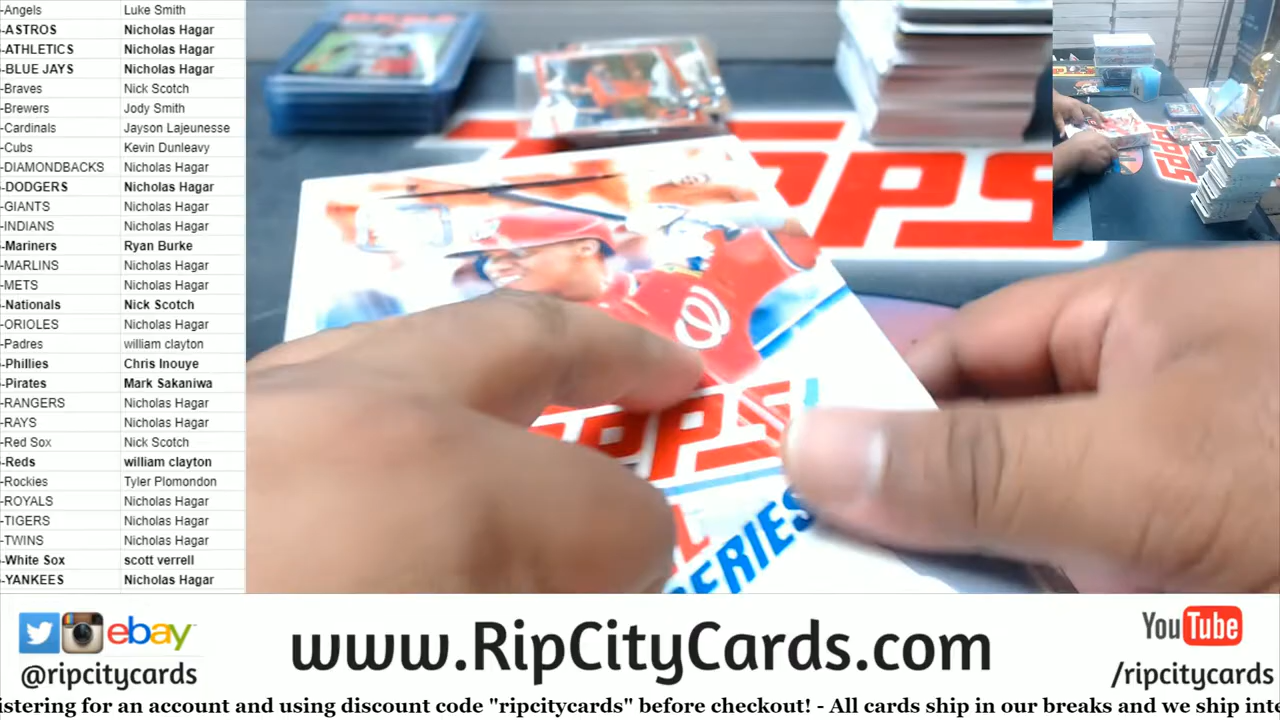 -Angels Luke Smith
-ASTROS Nicholas Hagar
-ATHLETICS Nicholas Hagar
-BLUE JAYS Nicholas Hagar
-Braves Nick Scotch
-Brewers Jody Smith
-Cardinals Jayson Lajeunesse
-Cubs Kevin Dunleavy
-DIAMONDBACKS Nicholas Hagar
-DODGERS Nicholas Hagar
-GIANTS Nicholas Hagar
-INDIANS Nicholas Hagar
-Mariners Ryan Burke
-MARLINS Nicholas Hagar
-METS Nicholas Hagar
-Nationals Nick Scotch
-ORIOLES Nicholas Hagar
-Padres william clayton
-Phillies Chris Inouye
-Pirates Mark Sakaniwa
-RANGERS Nicholas Hagar
-RAYS Nicholas Hagar
-Red Sox Nick Scotch
-Reds william clayton
-Rockies Tyler Plomondon
-ROYALS Nicholas Hagar
-TIGERS Nicholas Hagar
-TWINS Nicholas Hagar
-White Sox scott verrell
-YANKEES Nicholas Hagar
PPS
W
OPPS
SERIES
TOPPS
ebay
@ripcitycards
www.RipCityCards.com
YouTube
/ripcitycards
istering for an account and using discount code "ripcitycards" before checkout! - All cards ship in our breaks and we ship inte